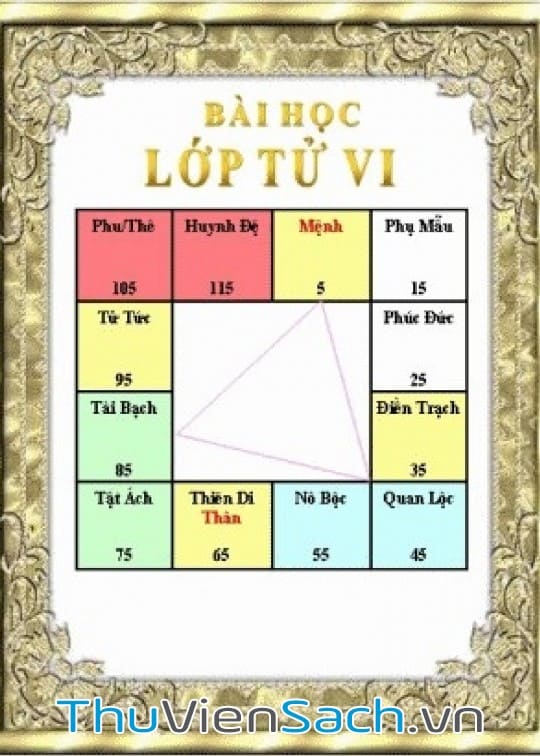 BÀI HỌC
LỚP TỬ VI
Phu/Thê
105
Huynh Đệ
115
Mệnh
5
Phụ Mẫu
15
Tử Tức
95
Phúc Đức
25
Tài Bạch
85
Điền Trạch
35
Tật Ách
75
Thiên Di
Thân
65
Nô Bộc
55
Quan Lộc
45
ThuVienSach.vn